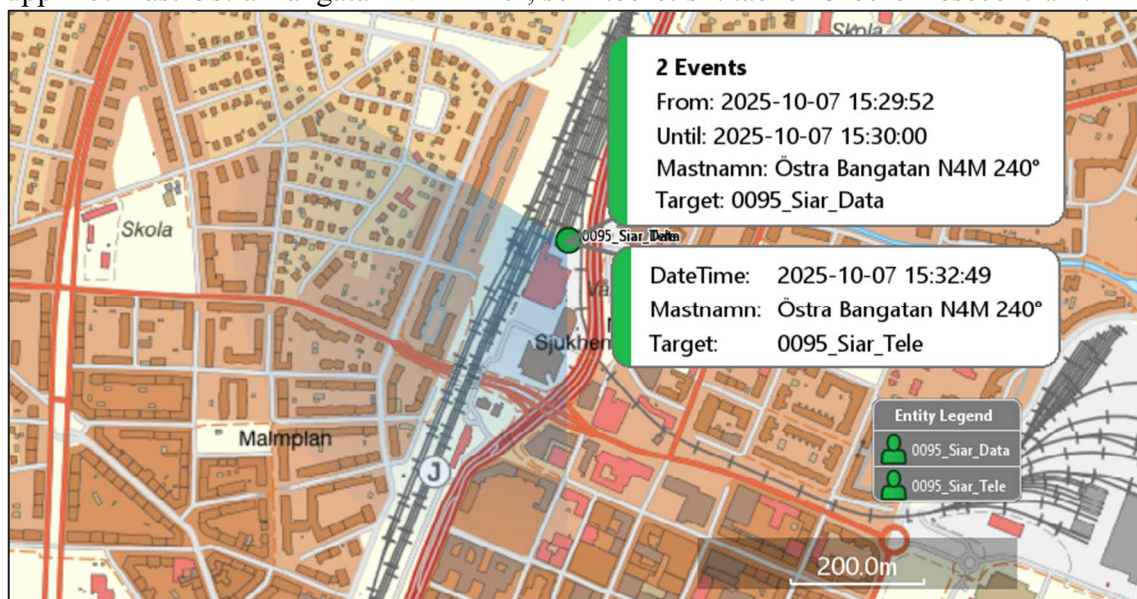 Skola
2 Events
From: 2025-10-07 15:29:52
Until: 2025-10-07 15:30:00
Mastnamn: Östra Bangatan N4M 240°
Target: 0095_Siar_Data
Skola
0095_Siar
DateTime: 2025-10-07 15:32:49
Mastnamn: Östra Bangatan N4M 240°
Target: 0095_Siar_Tele
Sjukhem
Entity Legend
0095_Siar_Data
0095_Siar_Tele
Malmplan
J
200.0m